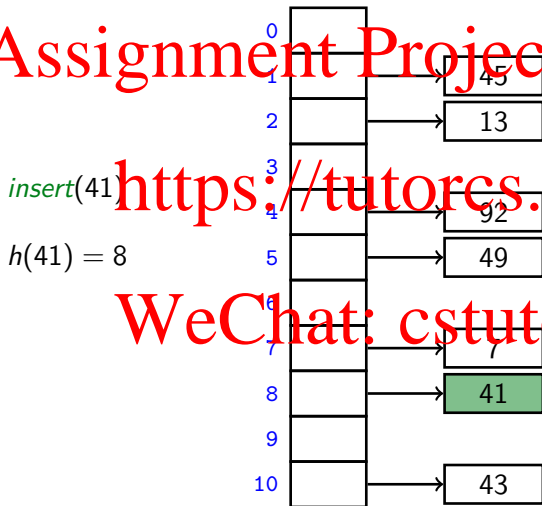 Assignment Projec
0
1 45
2 13
3
insert(41)
https://tutorcs.
4 92
h(41) = 8
5 49
6
WeChat: cstut
7 7
8 41
9
10 43